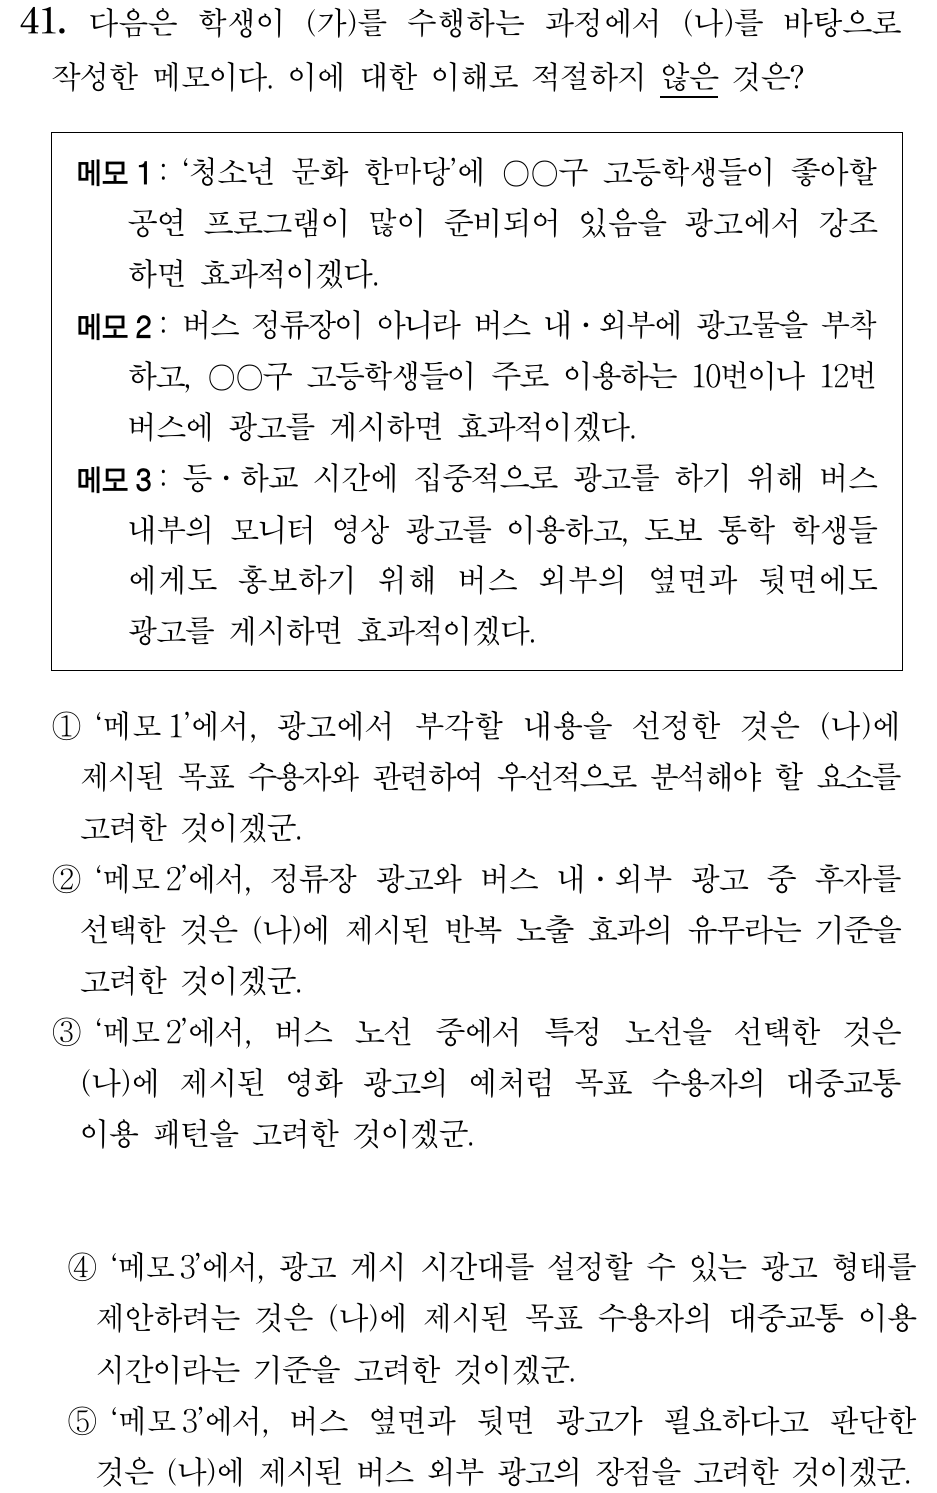 41. 다음은 학생이 (가)를 수행하는 과정에서 (나)를 바탕으로
작성한 메모이다. 이에 대한 이해로 적절하지 않은 것은?
메모 1 : ‘청소년 문화 한마당’에 ○○구 고등학생들이 좋아할
공연 프로그램이 많이 준비되어 있음을 광고에서 강조
하면 효과적이겠다.
메모 2 : 버스 정류장이 아니라 버스 내·외부에 광고물을 부착
하고, ○○구 고등학생들이 주로 이용하는 10번이나 12번
버스에 광고를 게시하면 효과적이겠다.
메모 3 : 등·하교 시간에 집중적으로 광고를 하기 위해 버스
내부의 모니터 영상 광고를 이용하고, 도보 통학 학생들
에게도 홍보하기 위해 버스 외부의 옆면과 뒷면에도
광고를 게시하면 효과적이겠다.
① ‘메모 1’에서, 광고에서 부각할 내용을 선정한 것은 (나)에
제시된 목표 수용자와 관련하여 우선적으로 분석해야 할 요소를
고려한 것이겠군.
② ‘메모 2’에서, 정류장 광고와 버스 내·외부 광고 중 후자를
선택한 것은 (나)에 제시된 반복 노출 효과의 유무라는 기준을
고려한 것이겠군.
③ ‘메모 2’에서, 버스 노선 중에서 특정 노선을 선택한 것은
(나)에 제시된 영화 광고의 예처럼 목표 수용자의 대중교통
이용 패턴을 고려한 것이겠군.
④ ‘메모 3’에서, 광고 게시 시간대를 설정할 수 있는 광고 형태를
제안하려는 것은 (나)에 제시된 목표 수용자의 대중교통 이용
시간이라는 기준을 고려한 것이겠군.
⑤ ‘메모 3’에서, 버스 옆면과 뒷면 광고가 필요하다고 판단한
것은 (나)에 제시된 버스 외부 광고의 장점을 고려한 것이겠군.